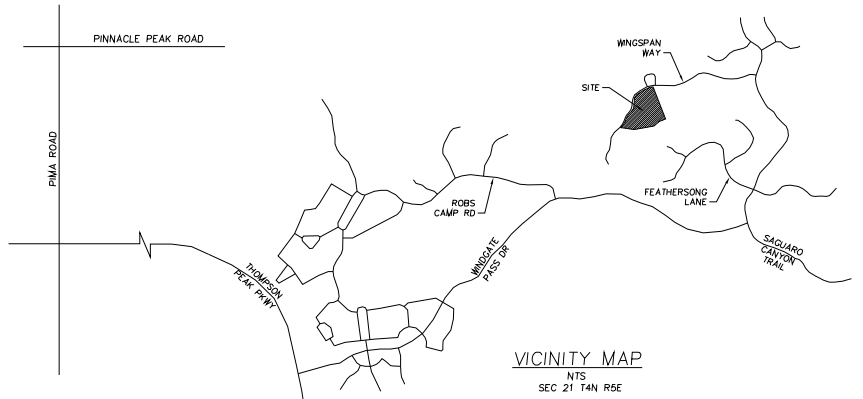 PINNACLE PEAK ROAD
PIMA ROAD
WINGSPAN
WAY
SITE
FEATHERSONG
LANE
ROBS
CAMP RD
WINDGATE
PASS DR
SAGUARO
CANYON
TRAIL
THOMPSON
PEAK PKWY
VICINITY MAP
NTS
SEC 21 T4N R5E